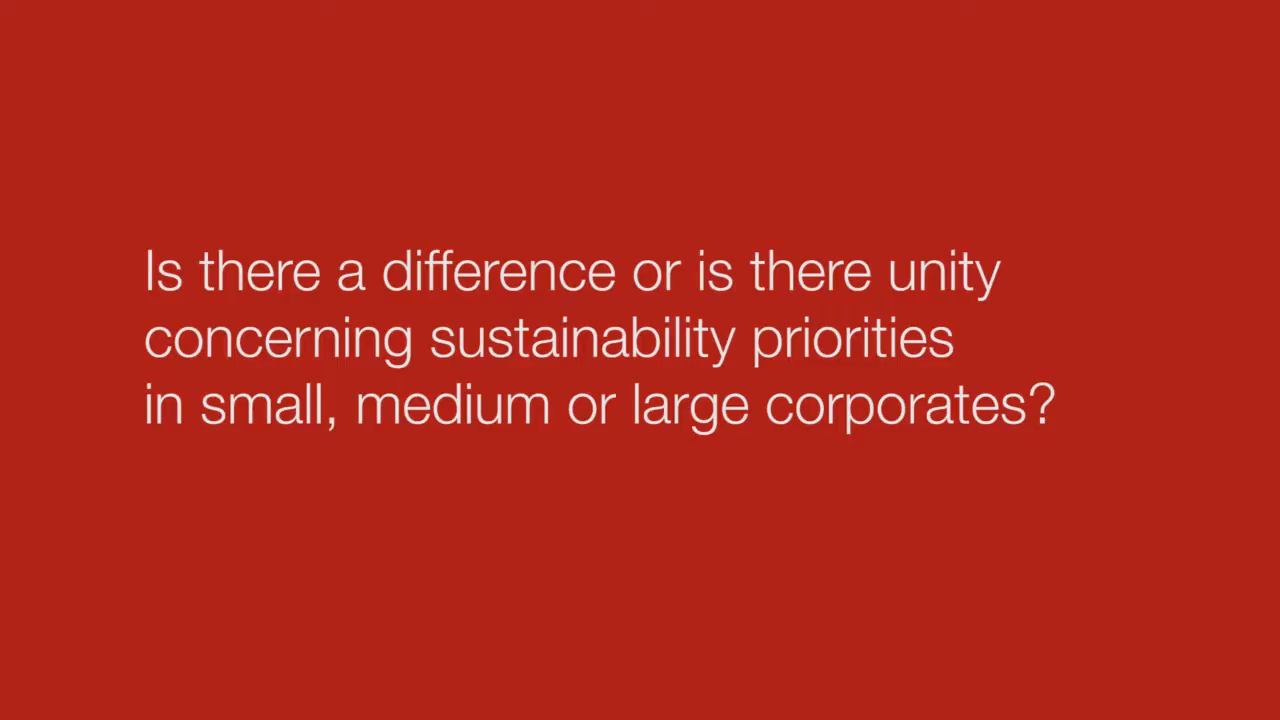 Is there a difference or is there unity
concerning sustainability priorities
in small, medium or large corporates?